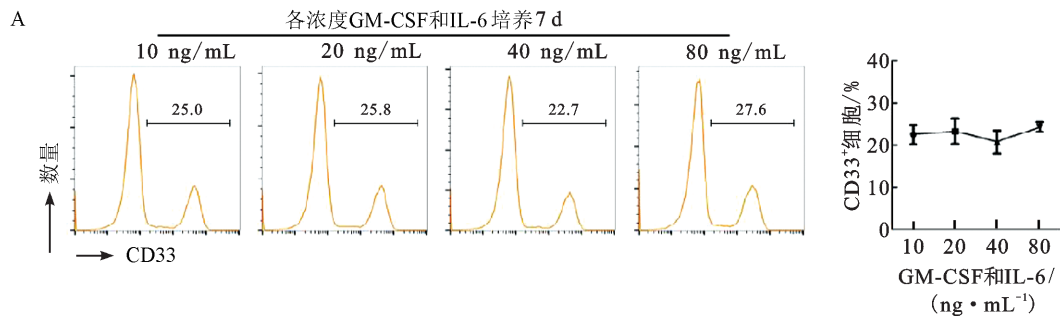 A
各浓度GM-CSF和IL-6培养7 d
10 ng/mL
20 ng/mL
40 ng/mL
80 ng/mL
25.0
25.8
22.7
27.6
数量
CD33
CD33⁺细胞/%
40
30
20
10
0
10 20 40 80
GM-CSF和IL-6/
(ng·mL⁻¹)